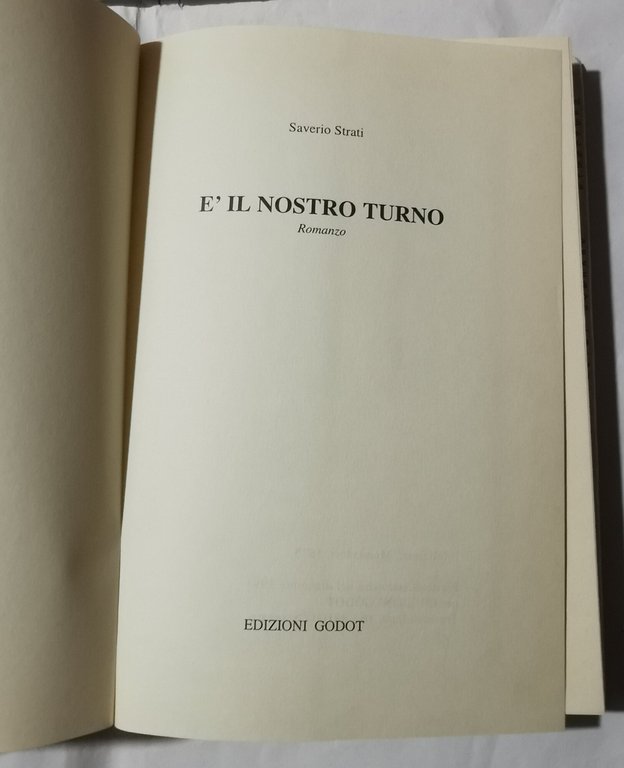 Saverio Strati
E' IL NOSTRO TURNO
Romanzo
EDIZIONI GODOT